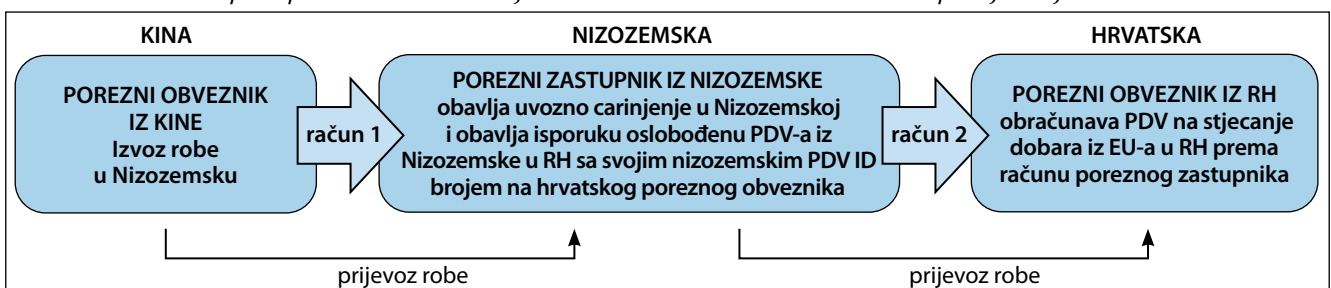 KINA
NIZOZEMSKA
HRVATSKA
POREZNI OBVEZNIK
IZ KINE
Izvoz robe
u Nizozemsku
račun 1
POREZNI ZASTUPNIK IZ NIZOZEMSKE
obavlja uvozno carinjenje u Nizozemskoj
i obavlja isporuku oslobođenu PDV-a iz
Nizozemske u RH sa svojim nizozemskim PDV ID
brojem na hrvatskog poreznog obveznika
račun 2
POREZNI OBVEZNIK IZ RH
obračunava PDV na stjecanje
dobara iz EU-a u RH prema
računu poreznog zastupnika
prijevoz robe
prijevoz robe